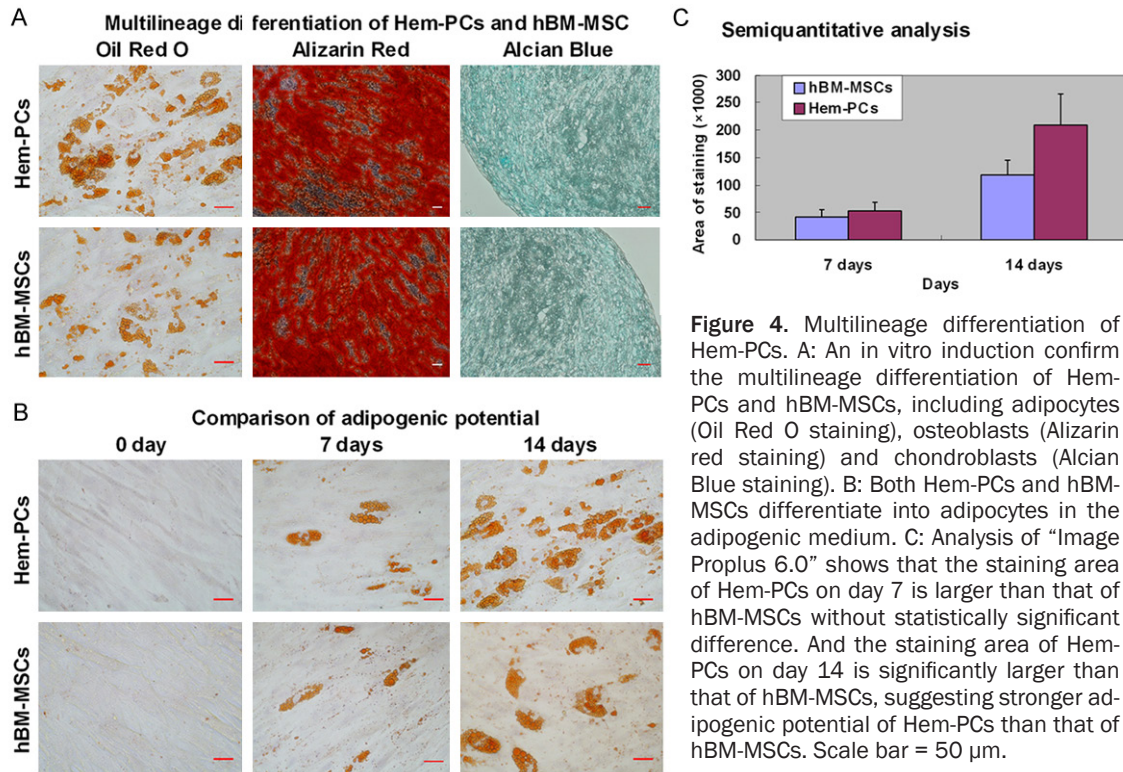 A
Multilineage di fferentiation of Hem-PCs and hBM-MSC
Oil Red O
Alizarin Red
Alcian Blue
Hem-PCs
hBM-MSCs
B
Comparison of adipogenic potential
0 day
7 days
14 days
Hem-PCs
hBM-MSCs
C
Semiquantitative analysis
Area of staining (×1000)
300
250
200
150
100
50
0
hBM-MSCs
Hem-PCs
7 days
14 days
Days
Figure 4. Multilineage differentiation of
Hem-PCs. A: An in vitro induction confirm
the multilineage differentiation of Hem-
PCs and hBM-MSCs, including adipocytes
(Oil Red O staining), osteoblasts (Alizarin
red staining) and chondroblasts (Alcian
Blue staining). B: Both Hem-PCs and hBM-
MSCs differentiate into adipocytes in the
adipogenic medium. C: Analysis of “Image
Proplus 6.0” shows that the staining area
of Hem-PCs on day 7 is larger than that of
hBM-MSCs without statistically significant
difference. And the staining area of Hem-
PCs on day 14 is significantly larger than
that of hBM-MSCs, suggesting stronger ad-
ipogenic potential of Hem-PCs than that of
hBM-MSCs. Scale bar = 50 µm.